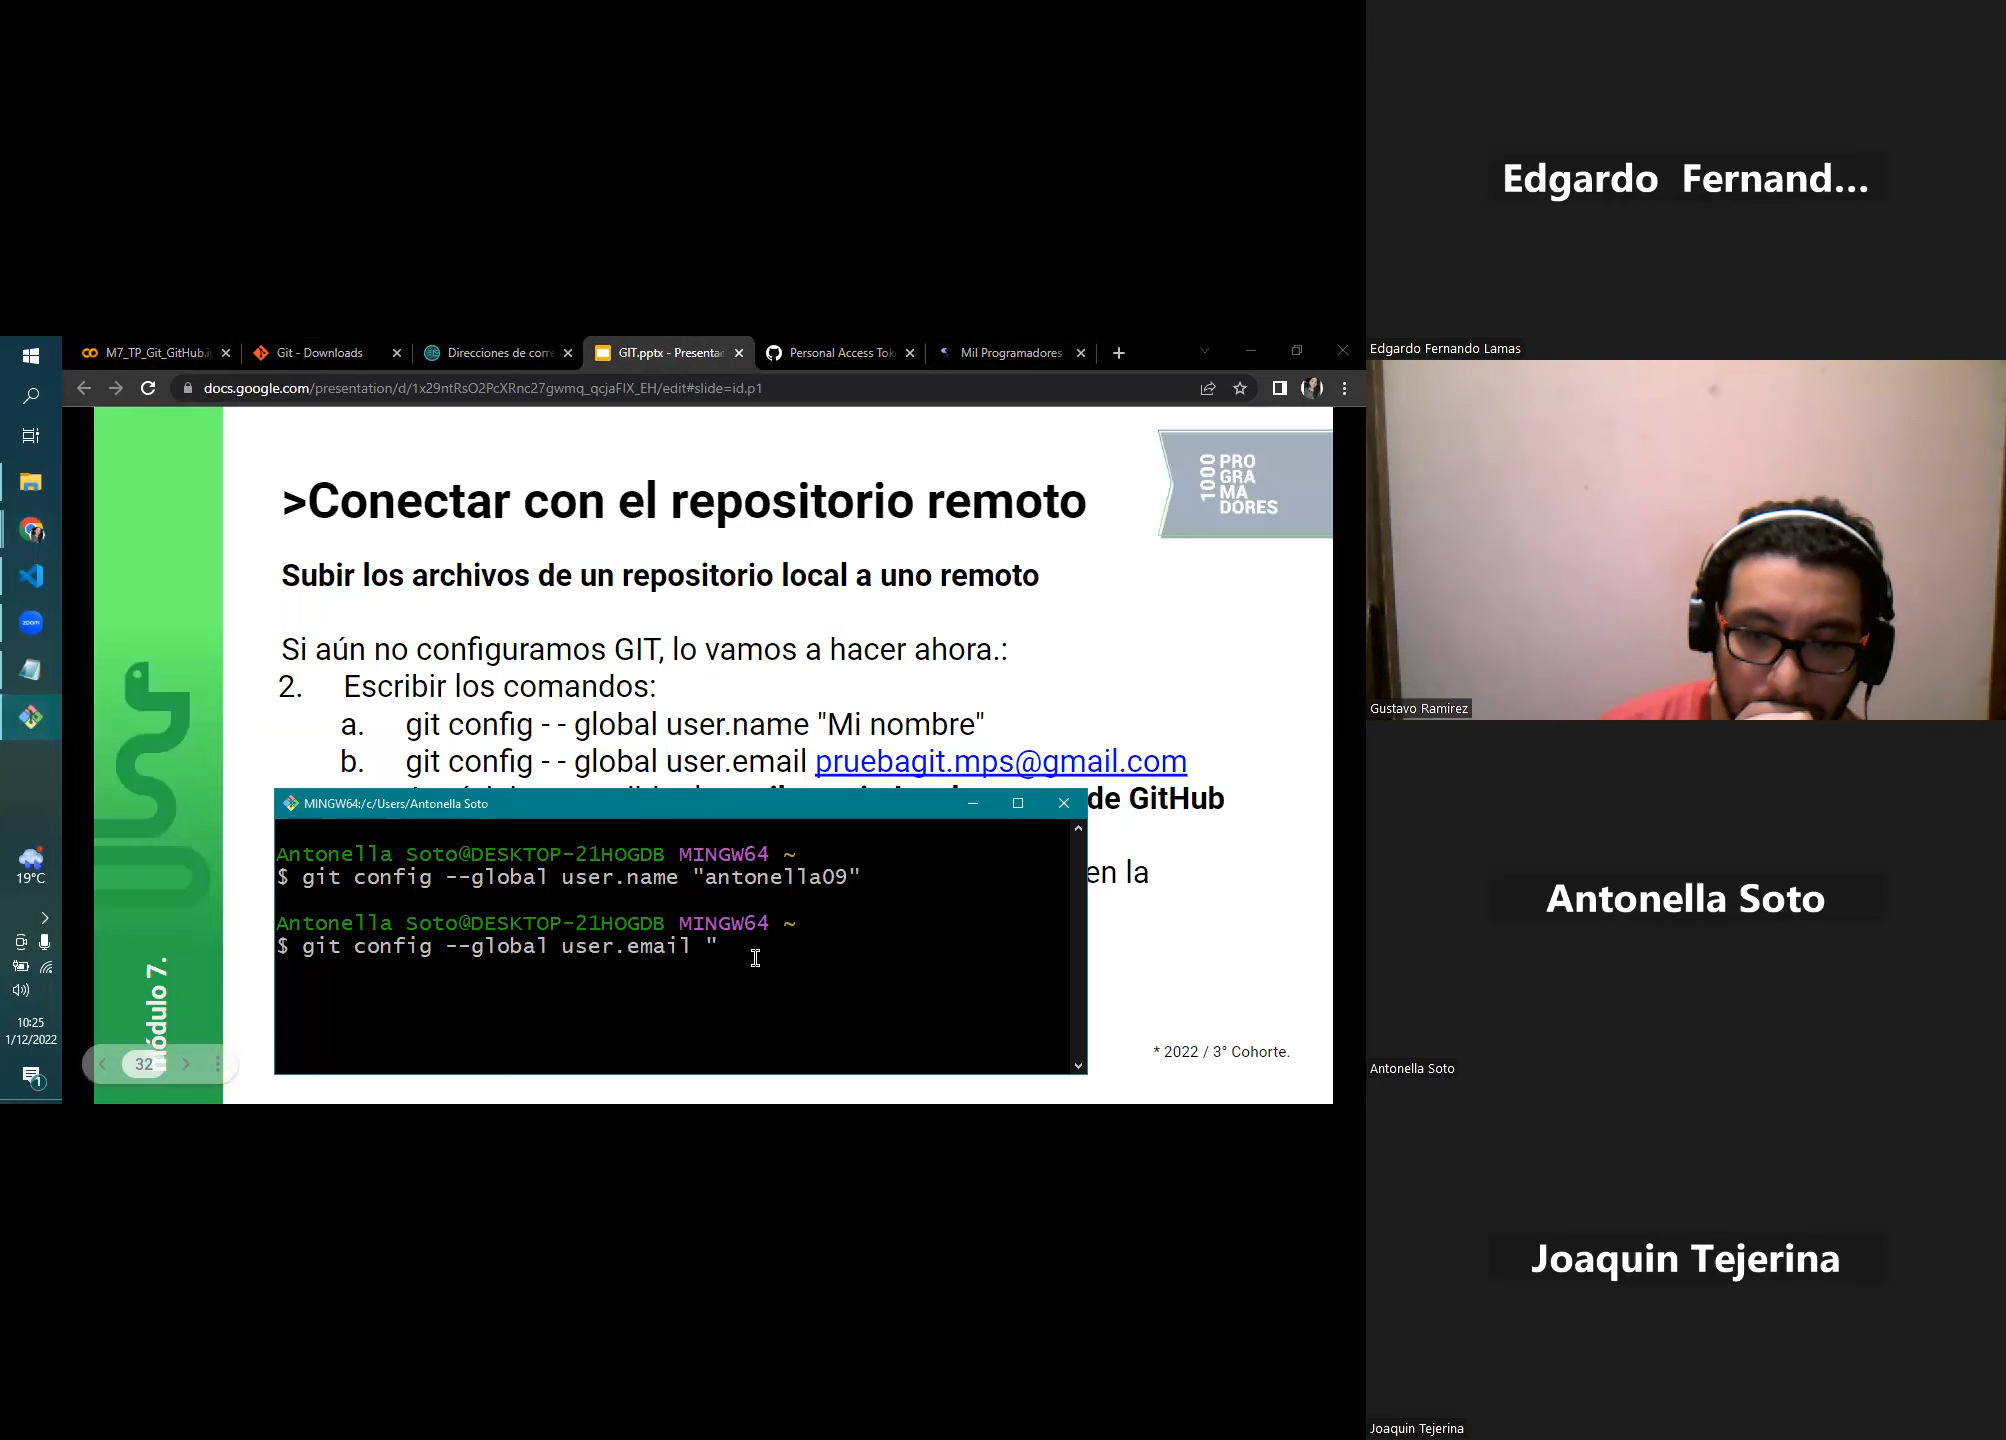 M7_TP_Git_GitHub.i
Git - Downloads
Direcciones de corre
GIT.pptx - Presentac
Personal Access Tok
Mil Programadores
docs.google.com/presentation/d/1x29ntRsO2PcXRnc27gwmq_qcjaFIX_EH/edit#slide=id.p1
>Conectar con el repositorio remoto
1000
PRO
GRA
MA
DORES
Subir los archivos de un repositorio local a uno remoto
Si aún no configuramos GIT, lo vamos a hacer ahora.:
2. Escribir los comandos:
a. git config - - global user.name "Mi nombre"
b. git config - - global user.email pruebagit.mps@gmail.com
de GitHub
en la
MINGW64:/c/Users/Antonella Soto
Antonella Soto@DESKTOP-21HOGDB MINGW64 ~
$ git config --global user.name "antonella09"
Antonella Soto@DESKTOP-21HOGDB MINGW64 ~
$ git config --global user.email "
* 2022 / 3° Cohorte.
módulo 7.
32
zoom
19°C
10:25
1/12/2022
1
Edgardo Fernand...
Edgardo Fernando Lamas
Gustavo Ramirez
Antonella Soto
Antonella Soto
Joaquin Tejerina
Joaquin Tejerina